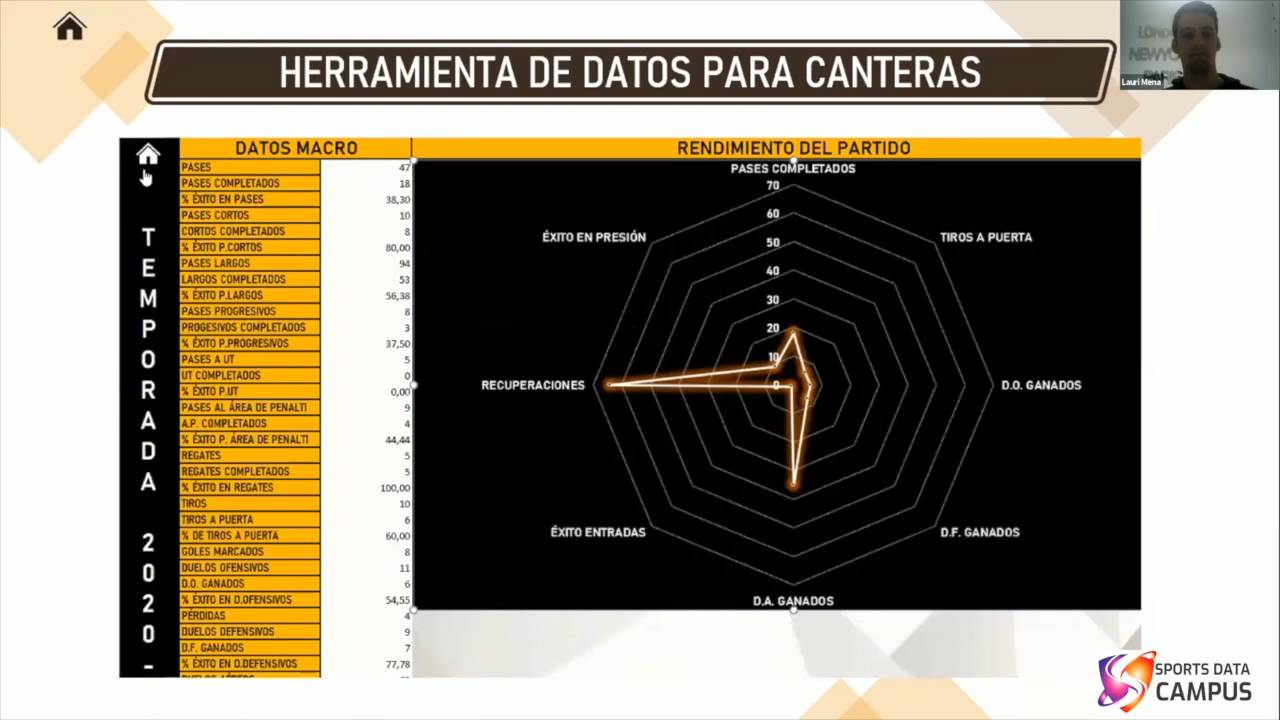 HERRAMIENTA DE DATOS PARA CANTERAS
Lauri Mena
DATOS MACRO
RENDIMIENTO DEL PARTIDO
TEMPORADA 2020-
PASES 47
PASES COMPLETADOS 18
% ÉXITO EN PASES 38,30
PASES CORTOS 10
CORTOS COMPLETADOS 8
% ÉXITO P.CORTOS 80,00
PASES LARGOS 94
LARGOS COMPLETADOS 53
% ÉXITO P.LARGOS 56,38
PASES PROGRESIVOS 8
PROGESIVOS COMPLETADOS 3
% ÉXITO P.PROGRESIVOS 37,50
PASES A UT 5
UT COMPLETADOS 0
% ÉXITO P.UT 0,00
PASES AL ÁREA DE PENALTI 9
A.P. COMPLETADOS 4
% ÉXITO P. ÁREA DE PENALTI 44,44
REGATES 5
REGATES COMPLETADOS 5
% ÉXITO EN REGATES 100,00
TIROS 10
TIROS A PUERTA 6
% DE TIROS A PUERTA 60,00
GOLES MARCADOS 8
DUELOS OFENSIVOS 11
D.O. GANADOS 6
% ÉXITO EN D.OFENSIVOS 54,55
PÉRDIDAS 4
DUELOS DEFENSIVOS 9
D.F. GANADOS 7
% ÉXITO EN D.DEFENSIVOS 77,78
PASES COMPLETADOS
70
60
50
40
30
20
10
0
ÉXITO EN PRESIÓN
TIROS A PUERTA
RECUPERACIONES
D.O. GANADOS
ÉXITO ENTRADAS
D.F. GANADOS
D.A. GANADOS
SPORTS DATA
CAMPUS